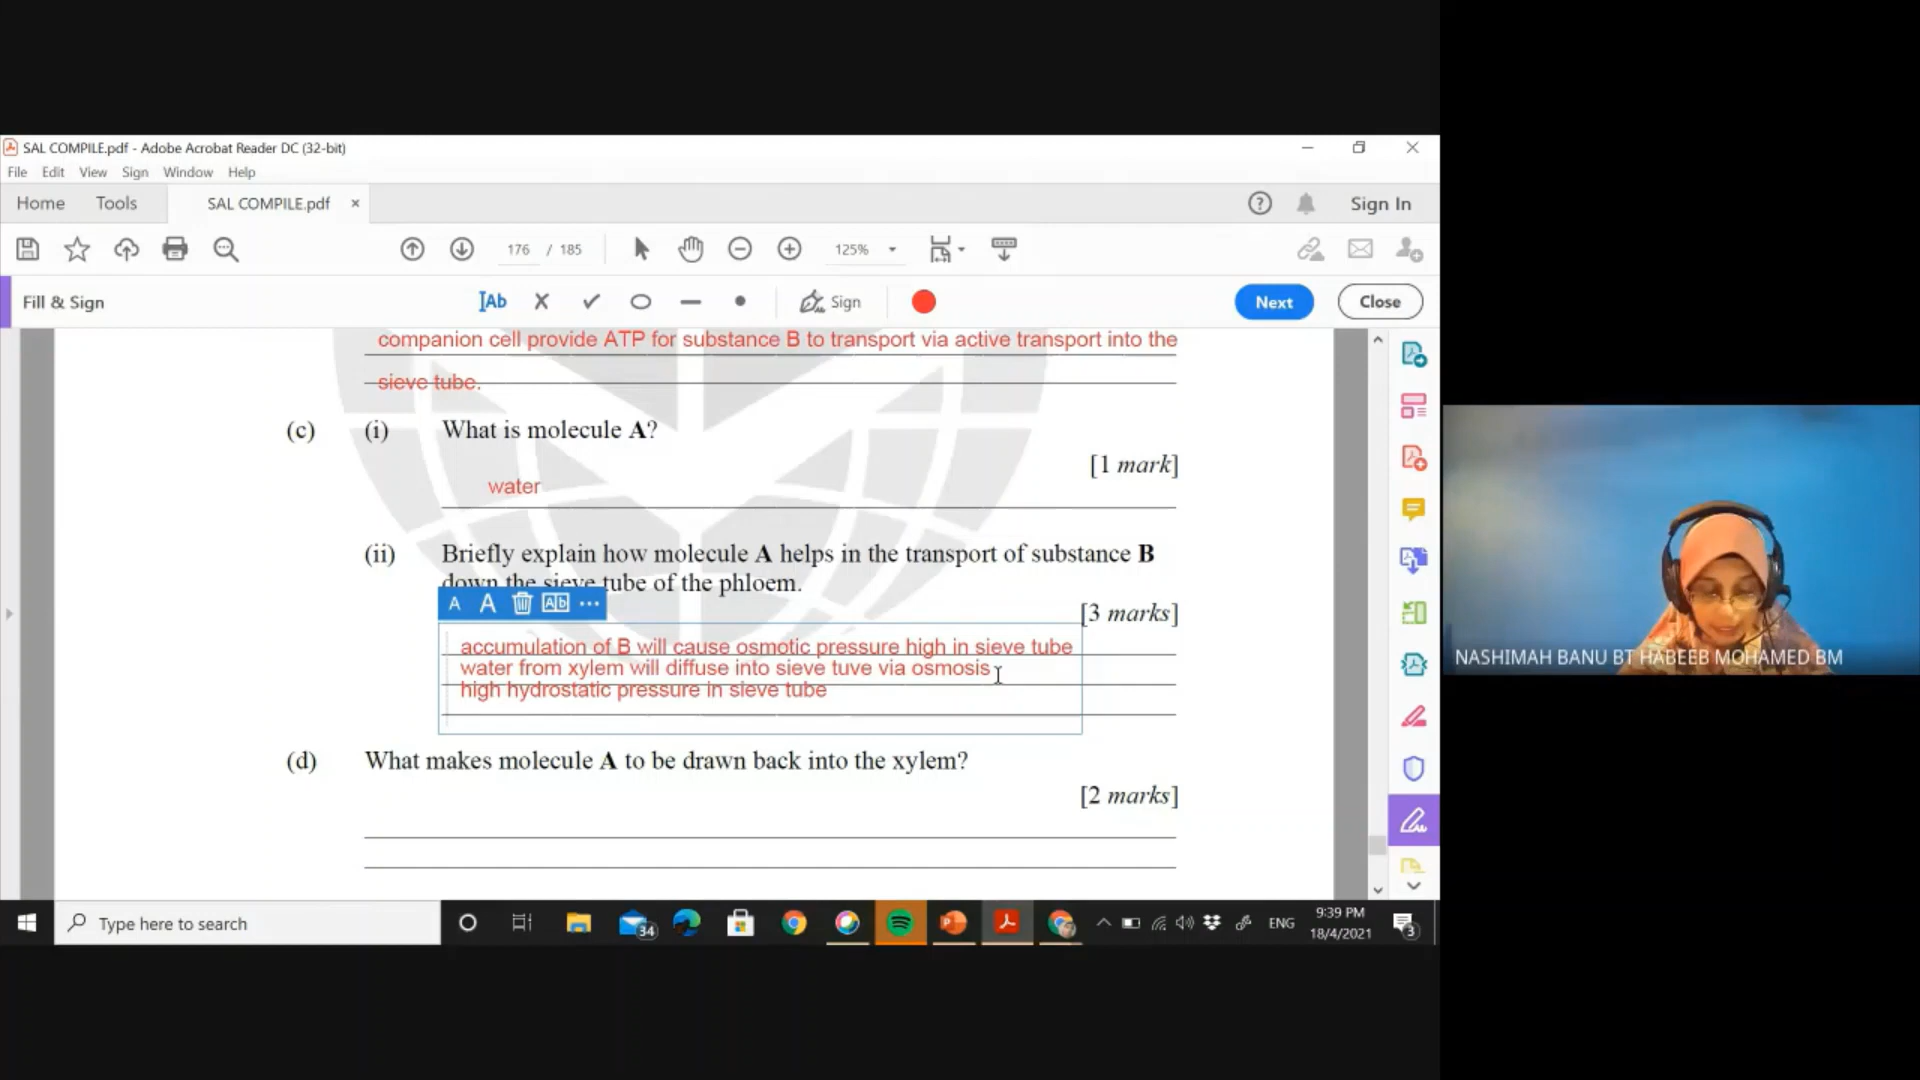 SAL COMPILE.pdf - Adobe Acrobat Reader DC (32-bit)
File Edit View Sign Window Help
Home Tools SAL COMPILE.pdf × Sign In
176 / 185 125%
Fill & Sign IAb Sign Next Close
companion cell provide ATP for substance B to transport via active transport into the
sieve tube.
(c) (i) What is molecule A?
[1 mark]
water
(ii) Briefly explain how molecule A helps in the transport of substance B
down the sieve tube of the phloem.
A A Ab ...
[3 marks]
accumulation of B will cause osmotic pressure high in sieve tube
water from xylem will diffuse into sieve tuve via osmosis
high hydrostatic pressure in sieve tube
(d) What makes molecule A to be drawn back into the xylem?
[2 marks]
NASHIMAH BANU BT HABEEB MOHAMED BM
Type here to search 34 ENG 9:39 PM
18/4/2021 3